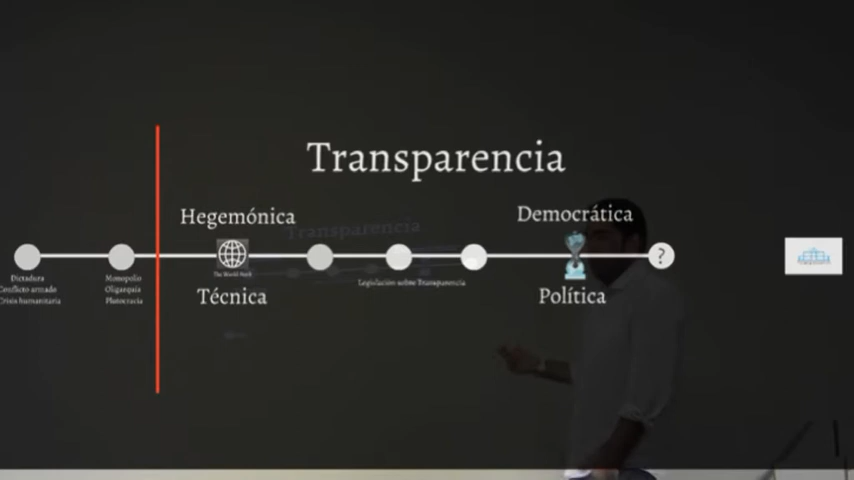 Transparencia
Hegemónica
Democrática
The World Bank
?
Dictadura
Conflicto armado
Crisis humanitaria
Monopolio
Oligarquía
Plutocracia
Legislación sobre Transparencia
Técnica
Política
Transparencia